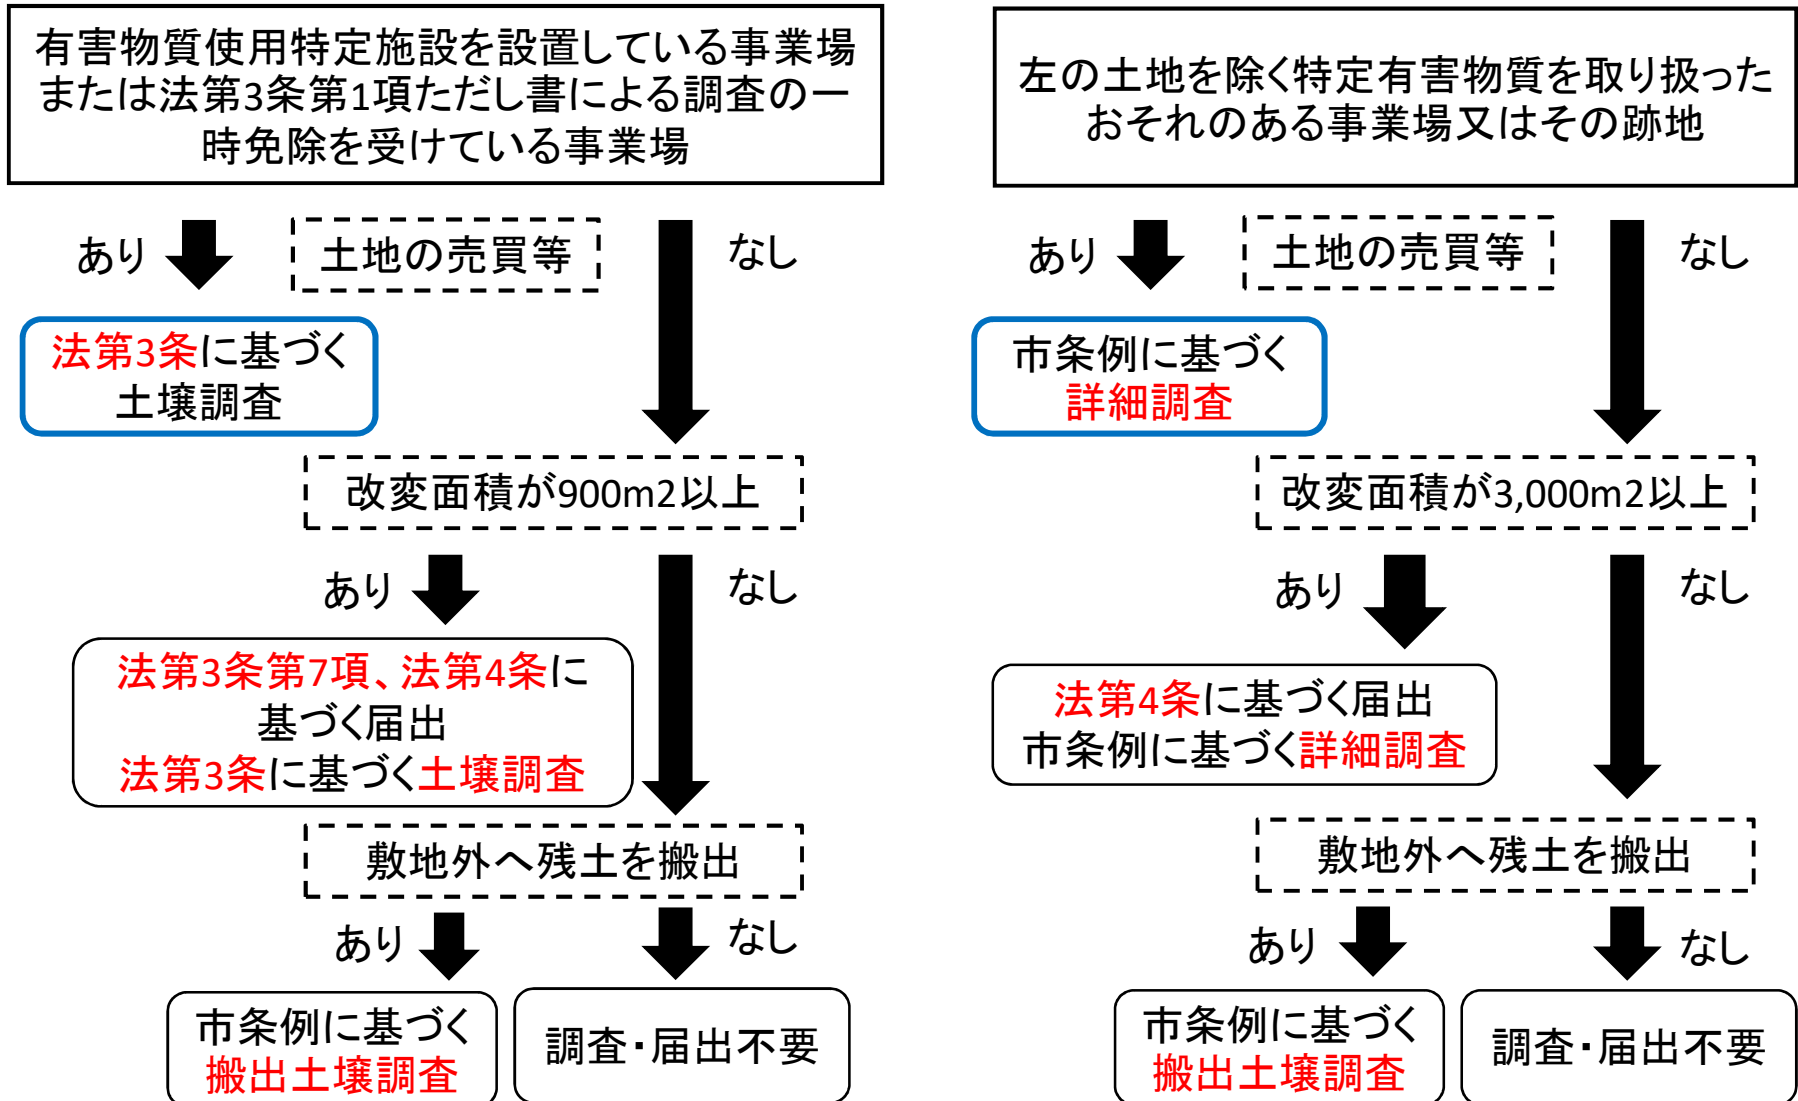 有害物質使用特定施設を設置している事業場
または法第3条第1項ただし書による調査の一
時免除を受けている事業場
あり
土地の売買等
なし
法第3条に基づく
土壌調査
改変面積が900m2以上
あり
なし
法第3条第7項、法第4条に
基づく届出
法第3条に基づく土壌調査
敷地外へ残土を搬出
あり
なし
市条例に基づく
搬出土壌調査
調査・届出不要
左の土地を除く特定有害物質を取り扱った
おそれのある事業場又はその跡地
あり
土地の売買等
なし
市条例に基づく
詳細調査
改変面積が3,000m2以上
あり
なし
法第4条に基づく届出
市条例に基づく詳細調査
敷地外へ残土を搬出
あり
なし
市条例に基づく
搬出土壌調査
調査・届出不要